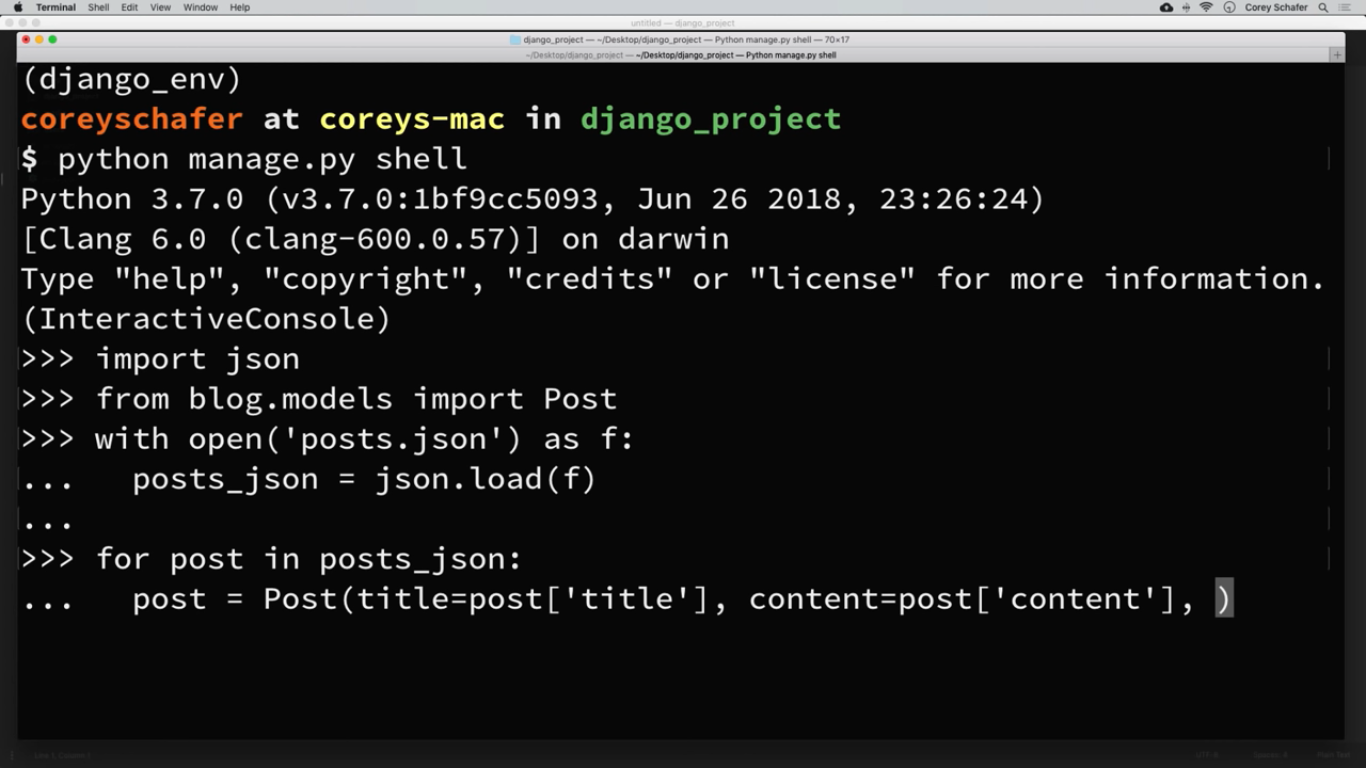 Terminal Shell Edit View Window Help Corey Schafer
untitled — django_project
django_project — ~/Desktop/django_project — Python manage.py shell — 70×17
~/Desktop/django_project — ~/Desktop/django_project — Python manage.py shell
(django_env)
coreyschafer at coreys-mac in django_project
$ python manage.py shell
Python 3.7.0 (v3.7.0:1bf9cc5093, Jun 26 2018, 23:26:24)
[Clang 6.0 (clang-600.0.57)] on darwin
Type "help", "copyright", "credits" or "license" for more information.
(InteractiveConsole)
>>> import json
>>> from blog.models import Post
>>> with open('posts.json') as f:
...   posts_json = json.load(f)
...
>>> for post in posts_json:
...   post = Post(title=post['title'], content=post['content'], )